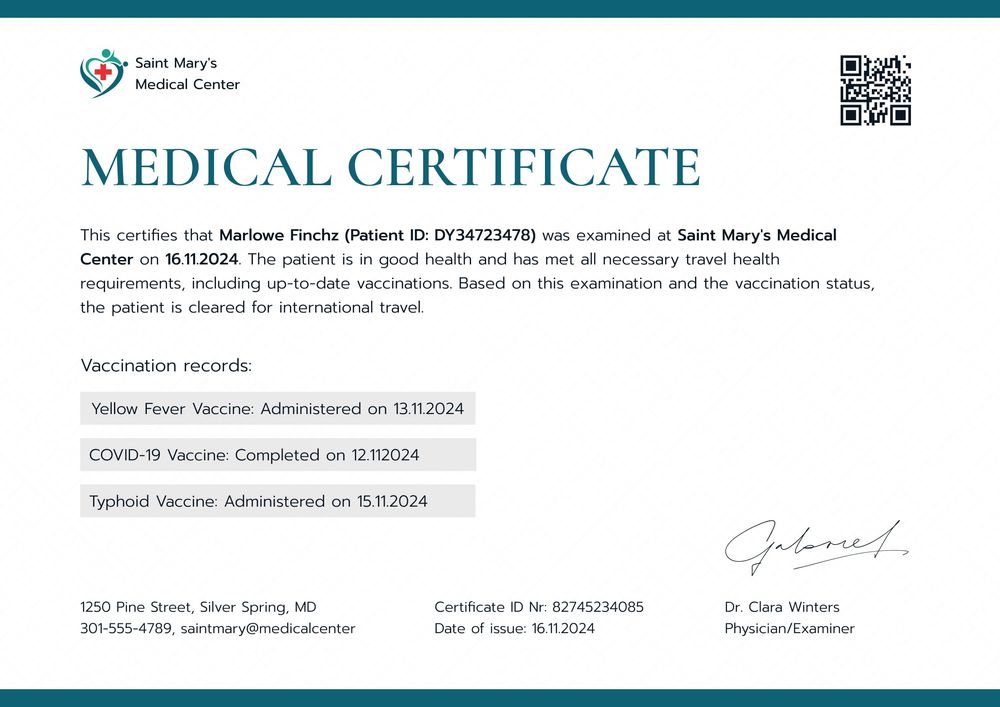 Saint Mary's
Medical Center
MEDICAL CERTIFICATE
This certifies that Marlowe Finchz (Patient ID: DY34723478) was examined at Saint Mary's Medical
Center on 16.11.2024. The patient is in good health and has met all necessary travel health
requirements, including up-to-date vaccinations. Based on this examination and the vaccination status,
the patient is cleared for international travel.
Vaccination records:
Yellow Fever Vaccine: Administered on 13.11.2024
COVID-19 Vaccine: Completed on 12.112024
Typhoid Vaccine: Administered on 15.11.2024
Gabriel
1250 Pine Street, Silver Spring, MD
301-555-4789, saintmary@medicalcenter
Certificate ID Nr: 82745234085
Date of issue: 16.11.2024
Dr. Clara Winters
Physician/Examiner